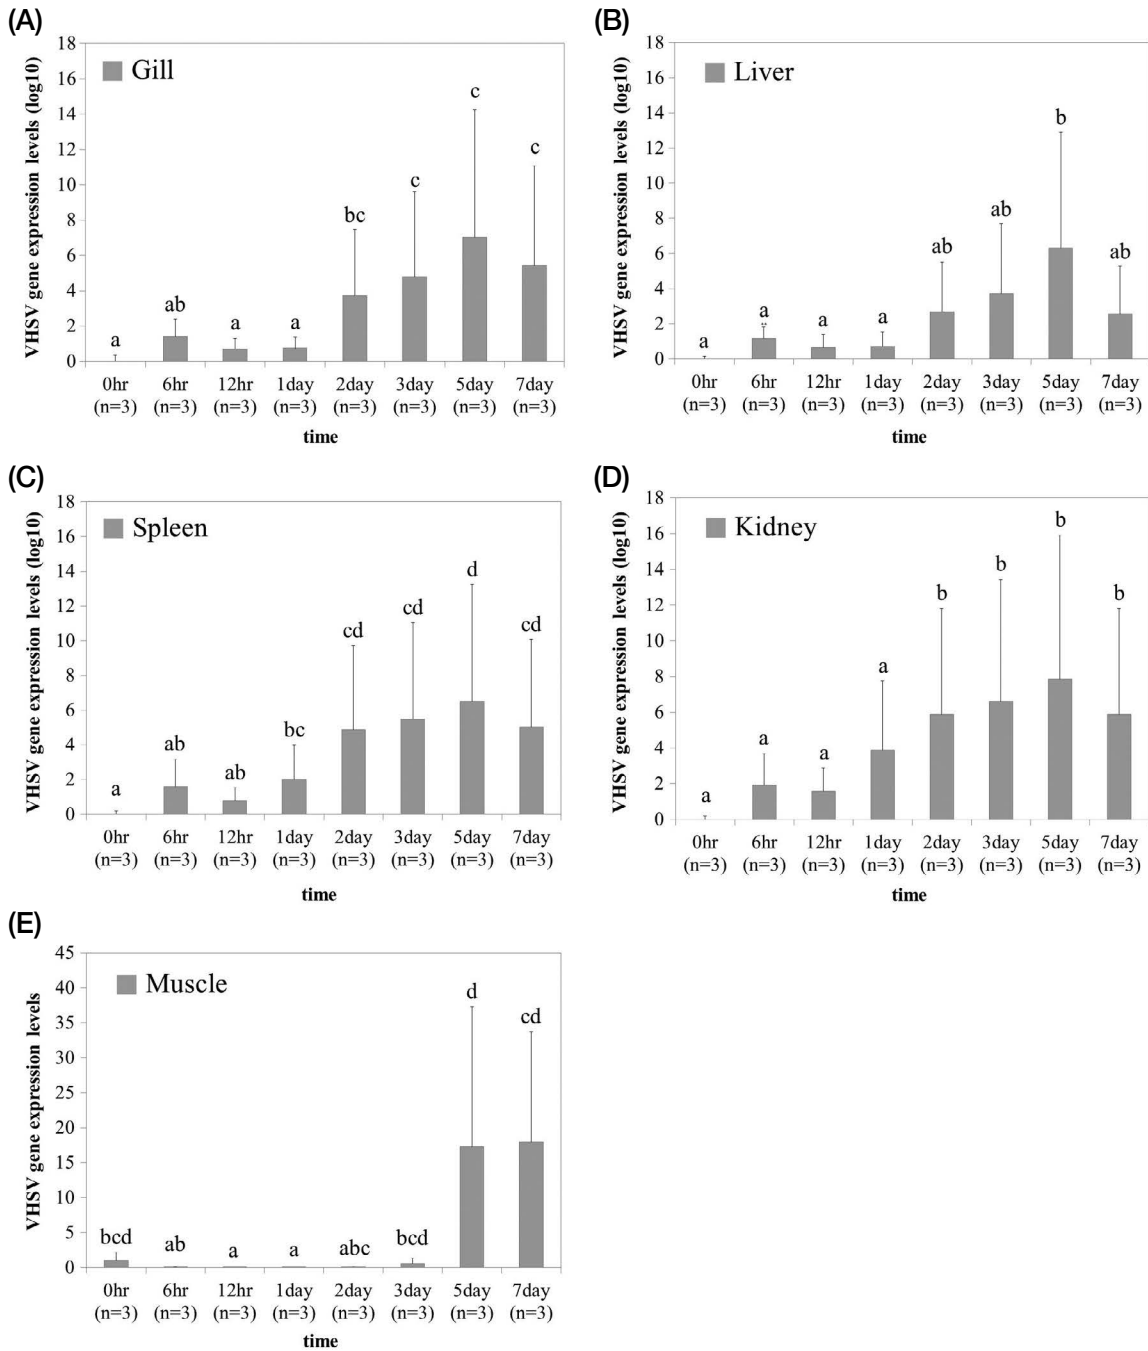 (A)
VHSV gene expression levels (log10)
18
16
14
12
10
8
6
4
2
0
Gill
a
ab
a
a
bc
c
c
c
0hr 6hr 12hr 1day 2day 3day 5day 7day
(n=3) (n=3) (n=3) (n=3) (n=3) (n=3) (n=3) (n=3)
time
(B)
VHSV gene expression levels (log10)
18
16
14
12
10
8
6
4
2
0
Liver
a
a
a
a
ab
ab
b
ab
0hr 6hr 12hr 1day 2day 3day 5day 7day
(n=3) (n=3) (n=3) (n=3) (n=3) (n=3) (n=3) (n=3)
time
(C)
VHSV gene expression levels (log10)
18
16
14
12
10
8
6
4
2
0
Spleen
a
ab
ab
bc
cd
cd
d
cd
0hr 6hr 12hr 1day 2day 3day 5day 7day
(n=3) (n=3) (n=3) (n=3) (n=3) (n=3) (n=3) (n=3)
time
(D)
VHSV gene expression levels (log10)
18
16
14
12
10
8
6
4
2
0
Kidney
a
a
a
a
b
b
b
b
0hr 6hr 12hr 1day 2day 3day 5day 7day
(n=3) (n=3) (n=3) (n=3) (n=3) (n=3) (n=3) (n=3)
time
(E)
VHSV gene expression levels
45
40
35
30
25
20
15
10
5
0
Muscle
bcd
ab
a
a
abc
bcd
d
cd
0hr 6hr 12hr 1day 2day 3day 5day 7day
(n=3) (n=3) (n=3) (n=3) (n=3) (n=3) (n=3) (n=3)
time